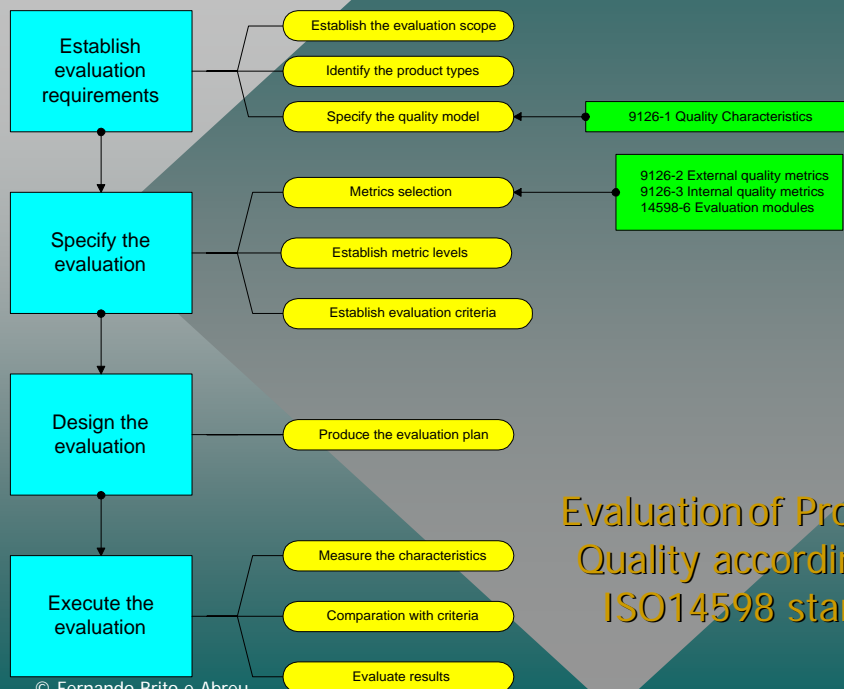 Establish
evaluation
requirements
Establish the evaluation scope
Identify the product types
Specify the quality model
9126-1 Quality Characteristics
Specify the
evaluation
Metrics selection
Establish metric levels
Establish evaluation criteria
9126-2 External quality metrics
9126-3 Internal quality metrics
14598-6 Evaluation modules
Design the
evaluation
Produce the evaluation plan
Execute the
evaluation
Measure the characteristics
Comparation with criteria
Evaluate results
Evaluation of Pro
Quality accordin
ISO14598 sta
© Fernando Brito e Abreu